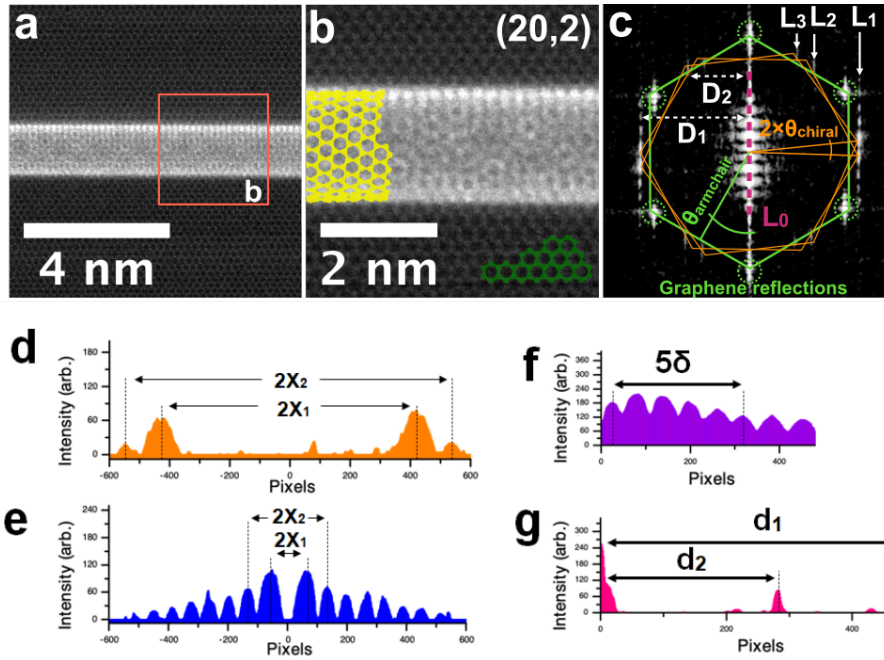 a
b
4 nm
b
(20,2)
2 nm
c
L3
L2
L1
D2
D1
2×θchiral
θarmchair
L0
Graphene reflections
d
Intensity (arb.)
180
120
60
0
2X2
2X1
-600
-400
-200
0
200
400
600
Pixels
e
Intensity (arb.)
240
180
120
60
0
2X2
2X1
-600
-400
-200
0
200
400
600
Pixels
f
Intensity (arb.)
360
300
240
180
120
60
0
5δ
0
200
400
Pixels
g
Intensity (arb.)
300
240
180
120
60
0
d1
d2
0
200
400
Pixels